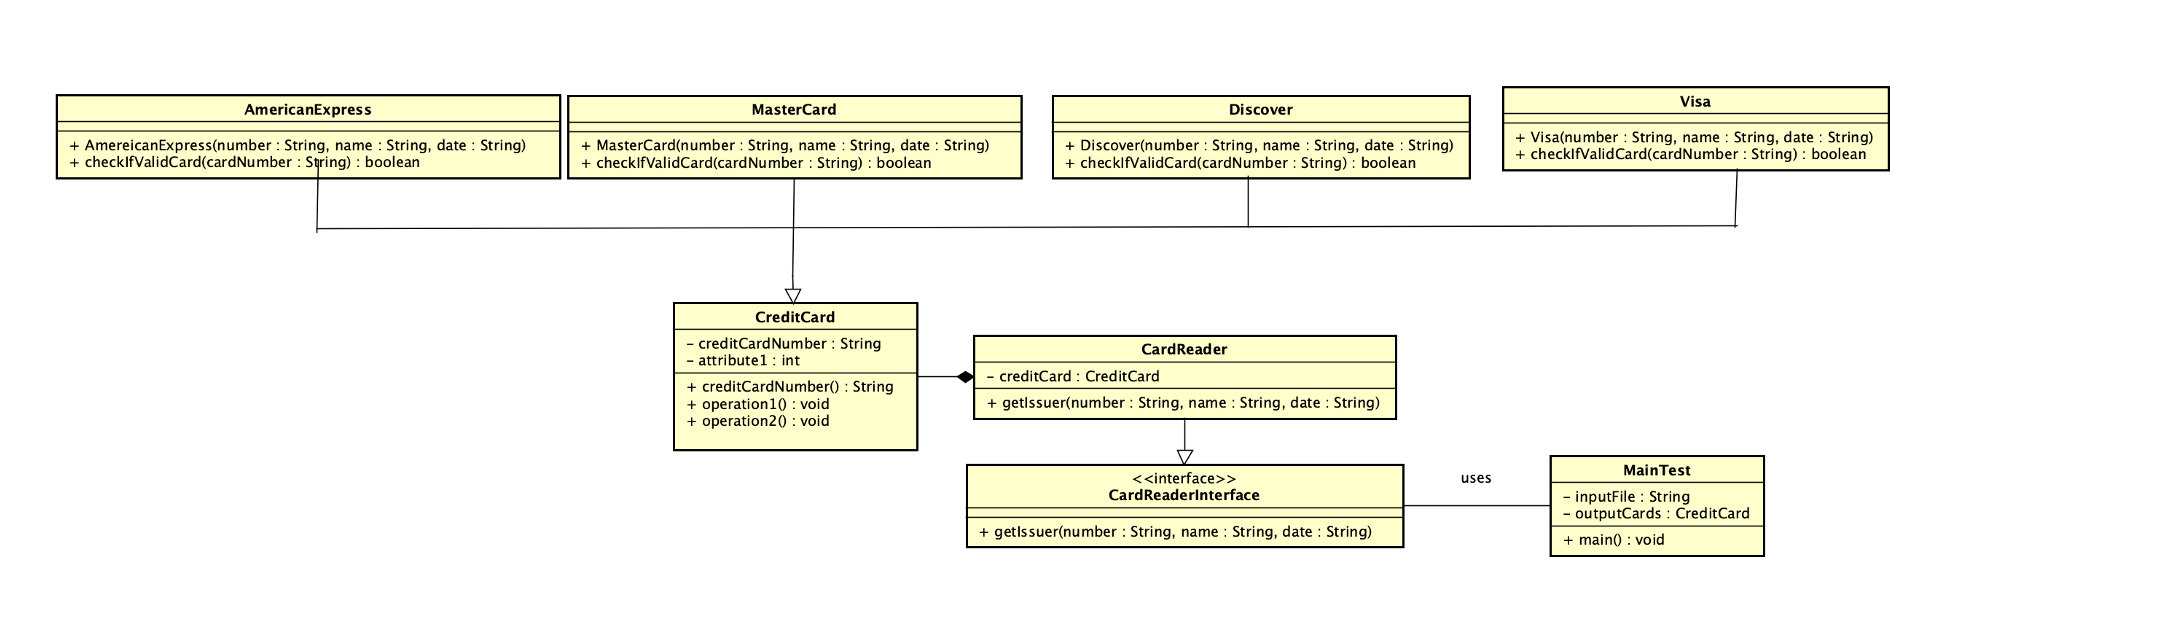 AmericanExpress
+ AmereicanExpress(number : String, name : String, date : String)
+ checkIfValidCard(cardNumber : String) : boolean
MasterCard
+ MasterCard(number : String, name : String, date : String)
+ checkIfValidCard(cardNumber : String) : boolean
Discover
+ Discover(number : String, name : String, date : String)
+ checkIfValidCard(cardNumber : String) : boolean
Visa
+ Visa(number : String, name : String, date : String)
+ checkIfValidCard(cardNumber : String) : boolean
CreditCard
- creditCardNumber : String
- attribute1 : int
+ creditCardNumber() : String
+ operation1() : void
+ operation2() : void
CardReader
- creditCard : CreditCard
+ getIssuer(number : String, name : String, date : String)
<<interface>>
CardReaderInterface
+ getIssuer(number : String, name : String, date : String)
uses
MainTest
- inputFile : String
- outputCards : CreditCard
+ main() : void